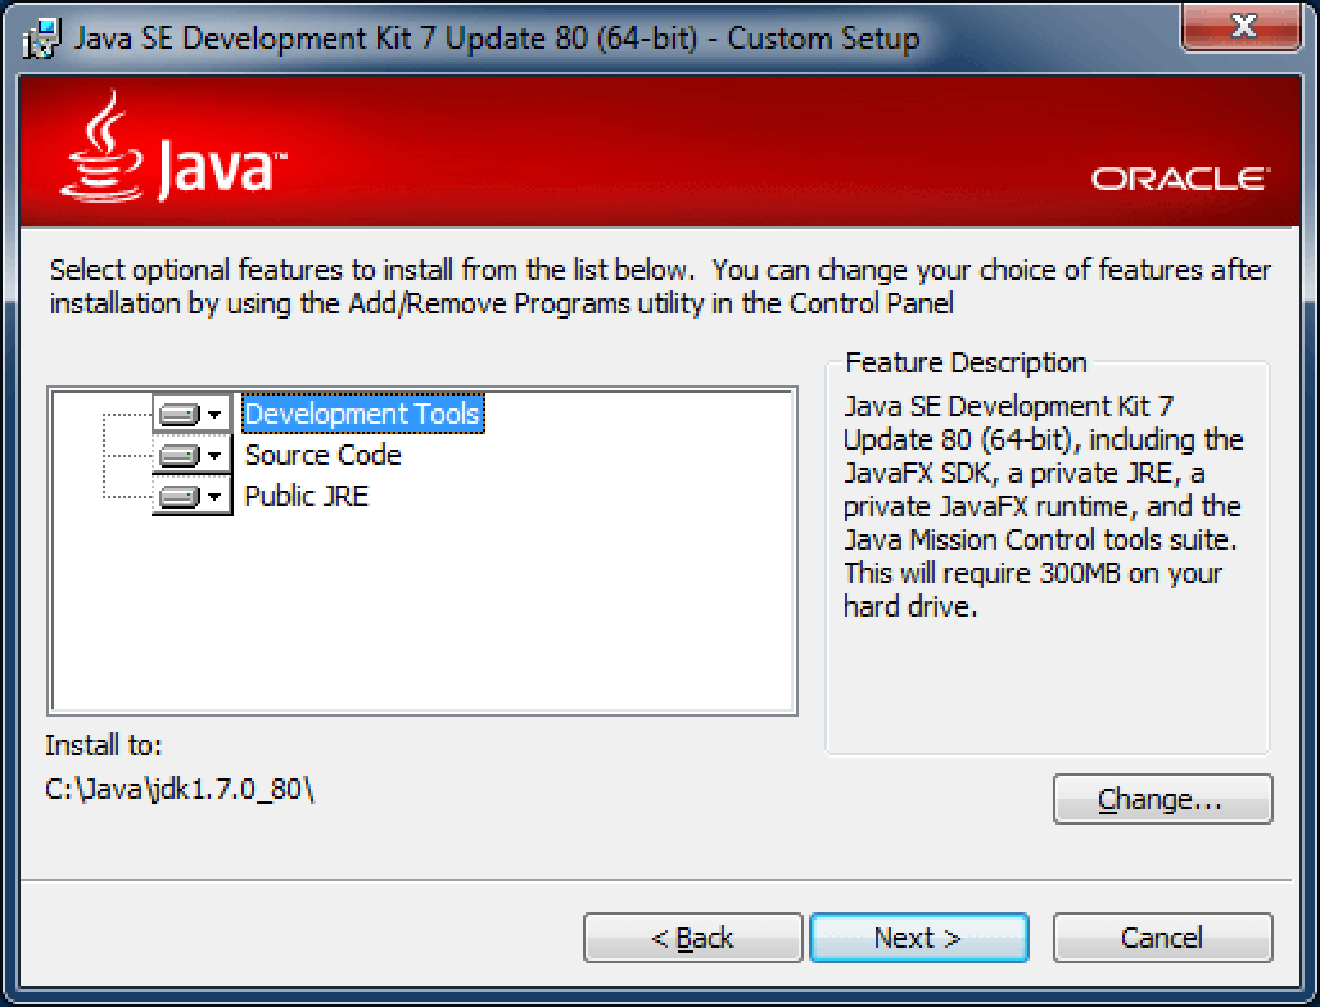 Java SE Development Kit 7 Update 80 (64-bit) - Custom Setup
Java™
ORACLE
Select optional features to install from the list below.  You can change your choice of features after
installation by using the Add/Remove Programs utility in the Control Panel
Development Tools
Source Code
Public JRE
Feature Description
Java SE Development Kit 7
Update 80 (64-bit), including the
JavaFX SDK, a private JRE, a
private JavaFX runtime, and the
Java Mission Control tools suite.
This will require 300MB on your
hard drive.
Install to:
C:\Java\jdk1.7.0_80\
Change...
< Back
Next >
Cancel